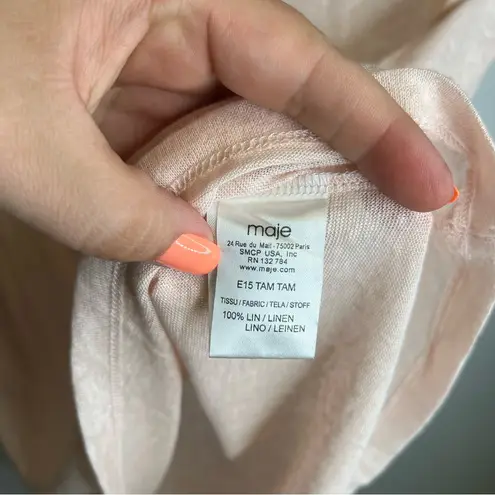 maje
24 Rue du Mail - 75002 Paris
SMCP USA, Inc
RN 132 784
www.maje.com
E15 TAM TAM
TISSU / FABRIC / TELA / STOFF
100% LIN / LINEN
LINO / LEINEN